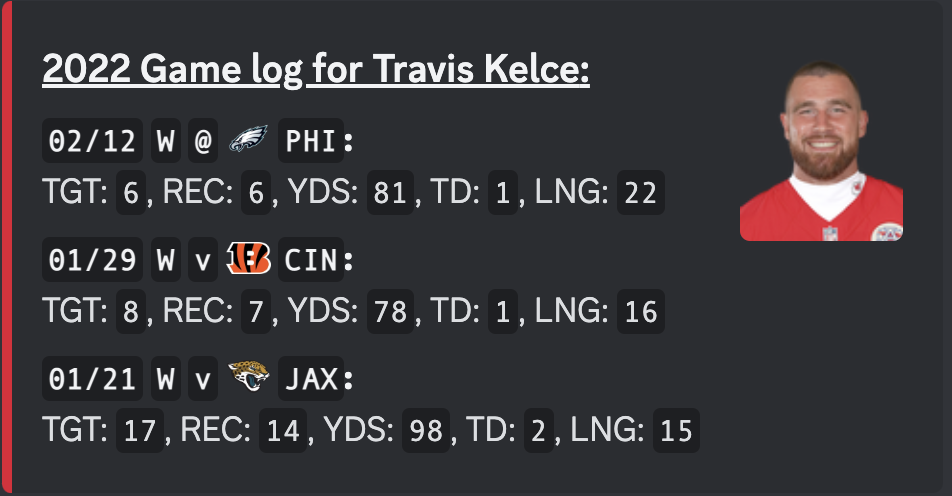 2022 Game log for Travis Kelce:
02/12 W @ PHI:
TGT: 6, REC: 6, YDS: 81, TD: 1, LNG: 22
01/29 W v CIN:
TGT: 8, REC: 7, YDS: 78, TD: 1, LNG: 16
01/21 W v JAX:
TGT: 17, REC: 14, YDS: 98, TD: 2, LNG: 15